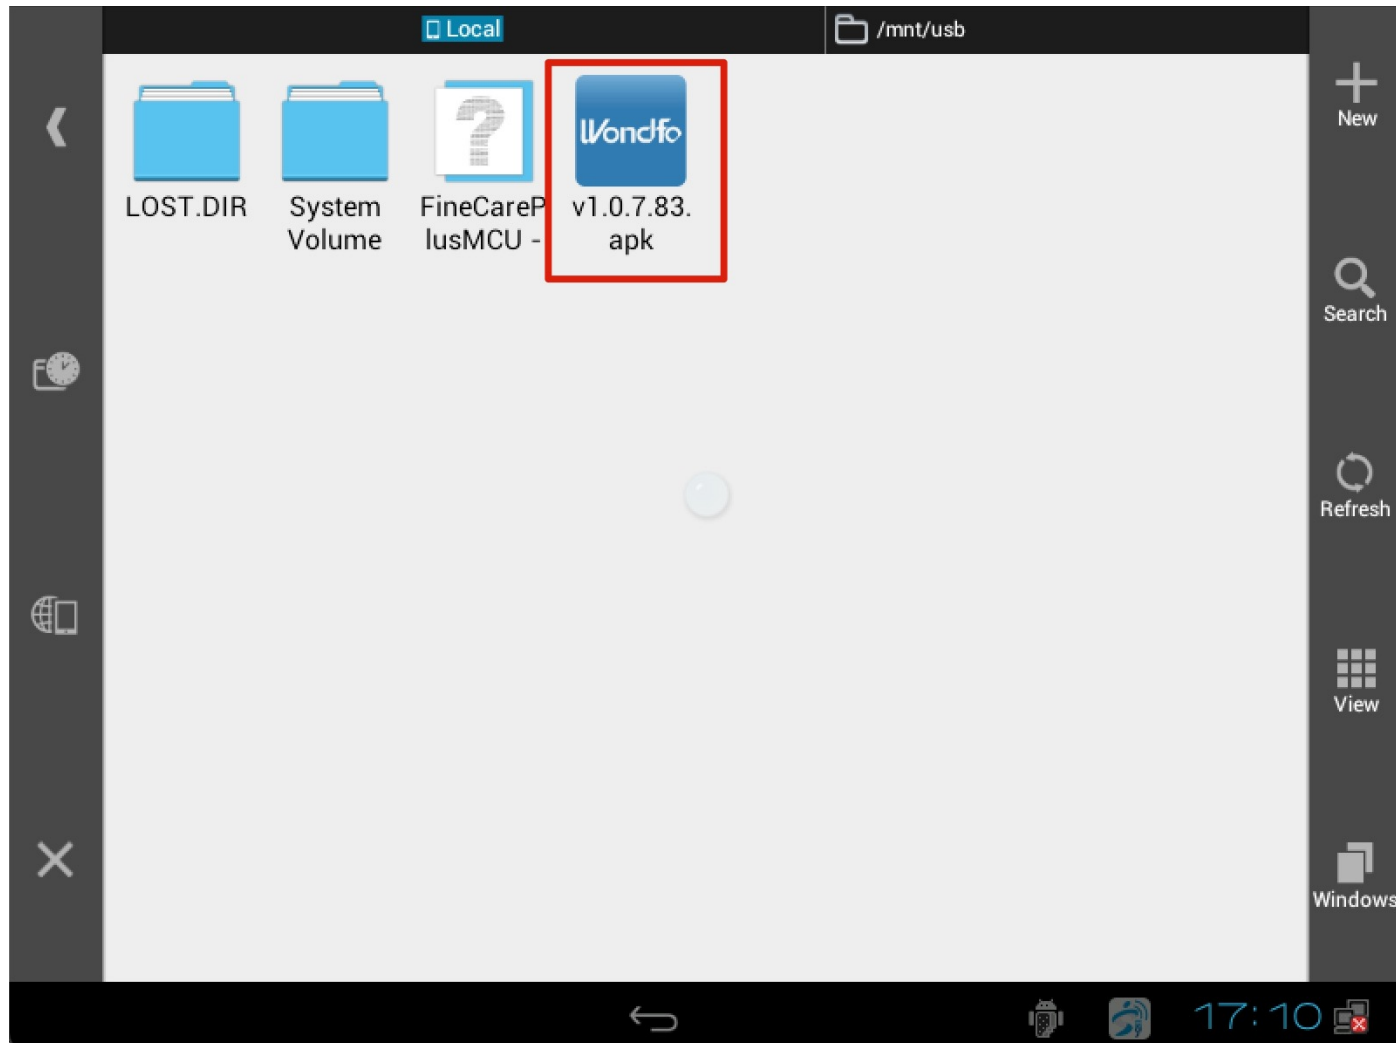 Local
/mnt/usb
Wondfo
LOST.DIR
System
Volume
FineCareP
lusMCU -
v1.0.7.83.
apk
New
Search
Refresh
View
Windows
17:10